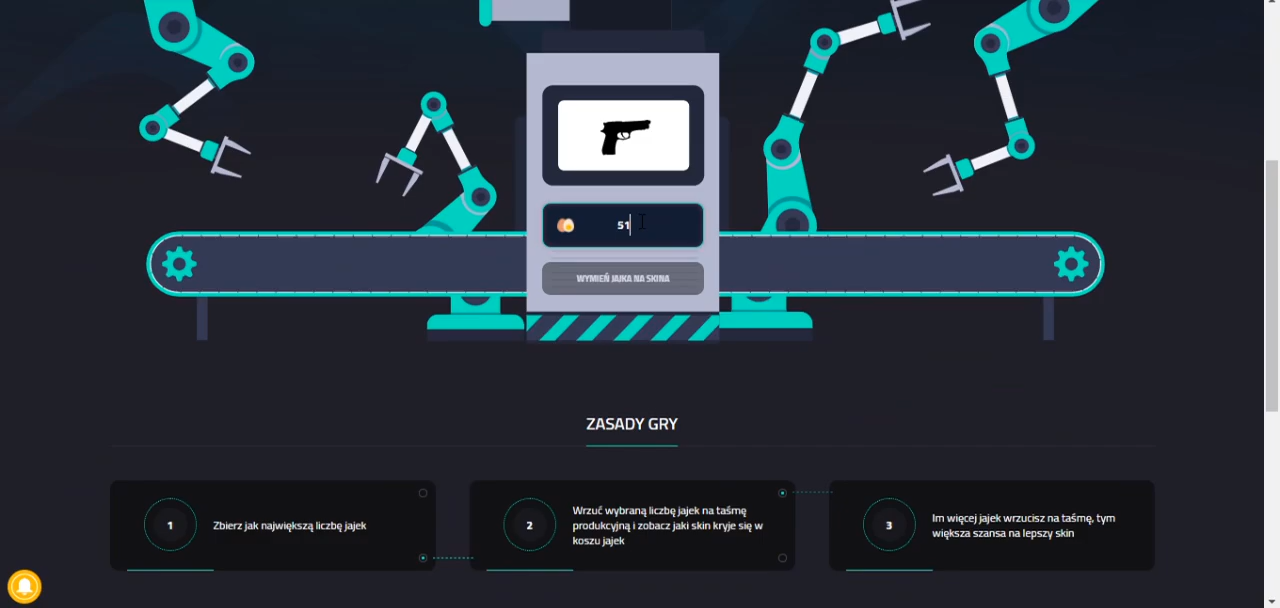 51
WYMIEŃ JAJKA NA SKINA
ZASADY GRY
1
Zbierz jak największą liczbę jajek
2
Wrzuć wybraną liczbę jajek na taśmę
produkcyjną i zobacz jaki skin kryje się w
koszu jajek
3
Im więcej jajek wrzucisz na taśmę, tym
większa szansa na lepszy skin